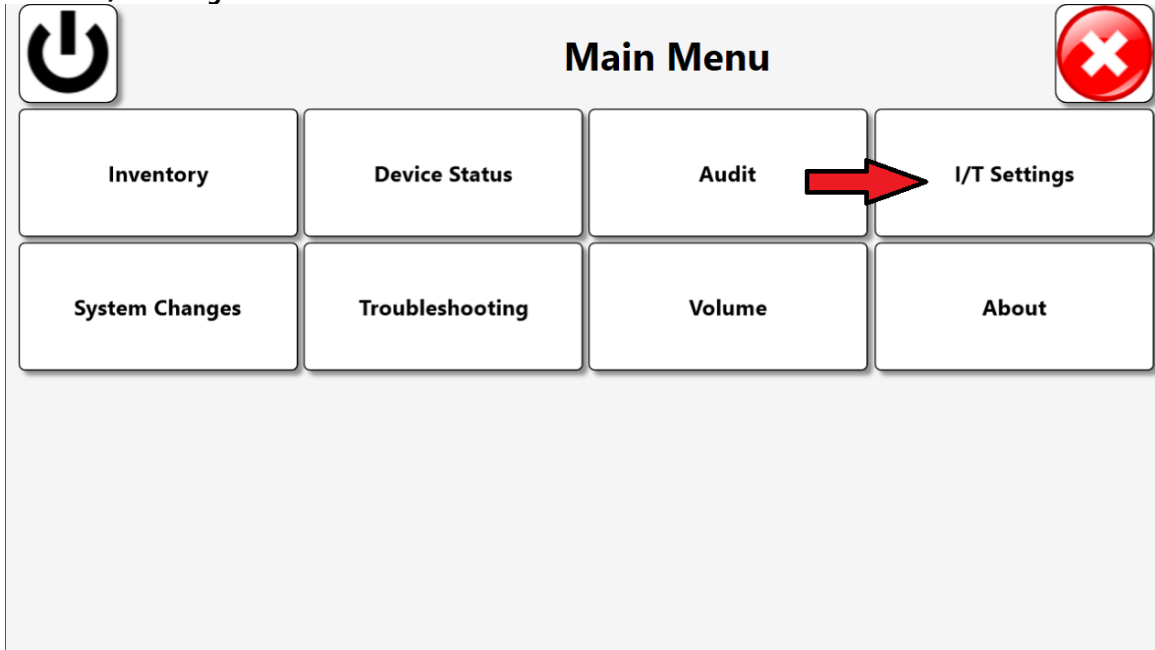 Main Menu
Inventory
Device Status
Audit
I/T Settings
System Changes
Troubleshooting
Volume
About